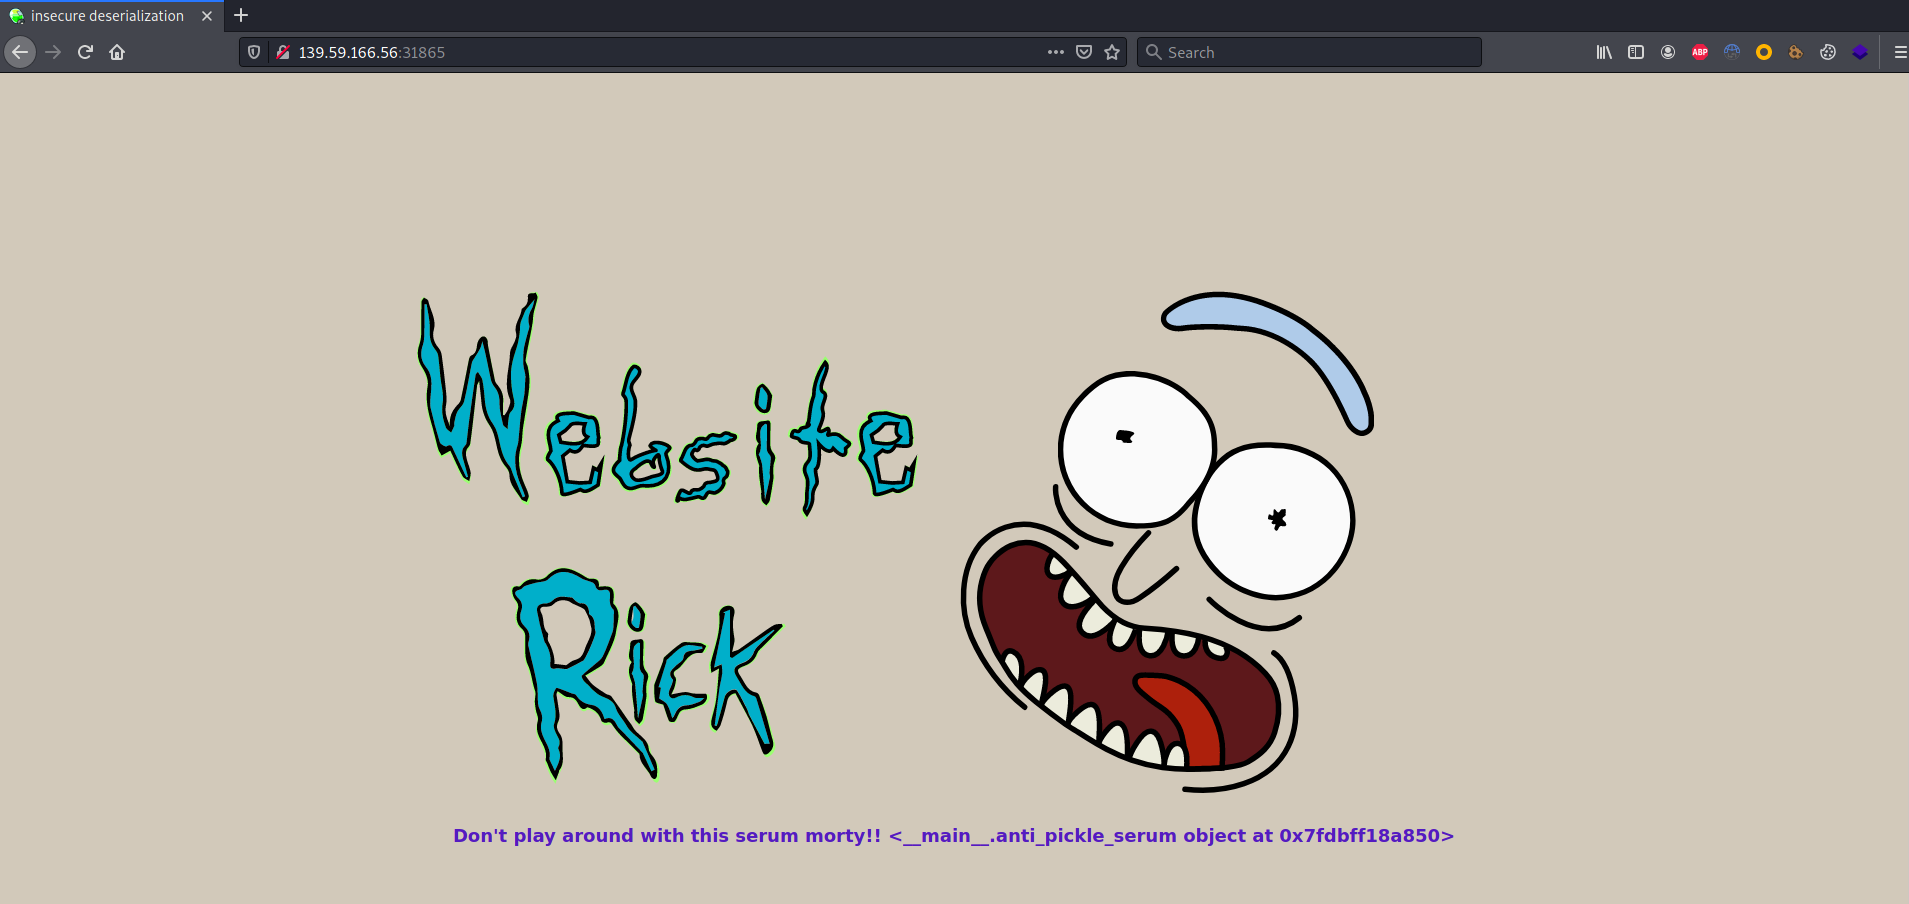 insecure deserialization
139.59.166.56:31865
Search
ABP
Website
Rick
Don't play around with this serum morty!! <__main__.anti_pickle_serum object at 0x7fdbff18a850>